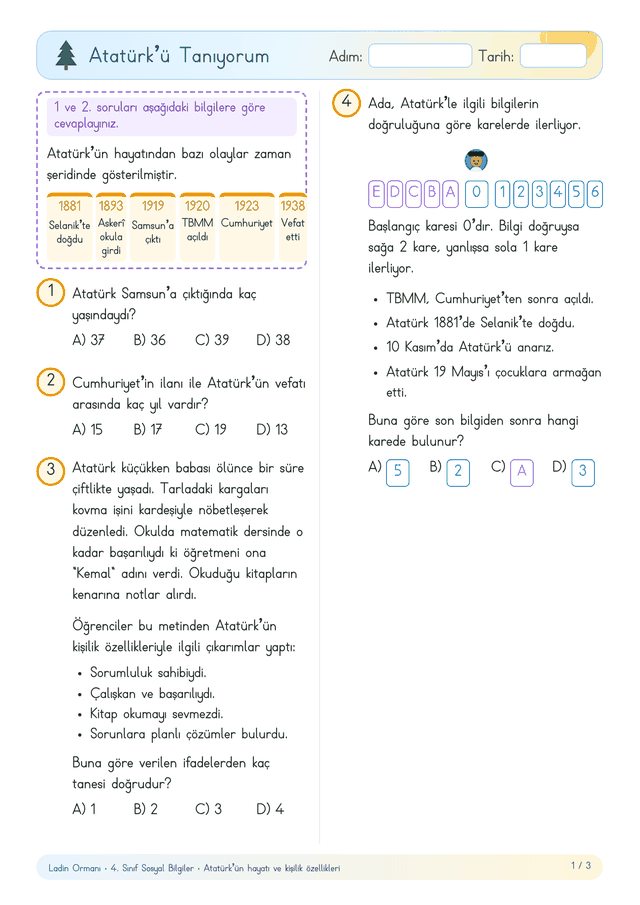 Atatürk'ü Tanıyorum
Adım:
Tarih:
1 ve 2. soruları aşağıdaki bilgilere göre
cevaplayınız.
Atatürk'ün hayatından bazı olaylar zaman
şeridinde gösterilmiştir.
1881 1893 1919 1920 1923 1938
Selanik'te doğdu
Askerî okula girdi
Samsun'a çıktı
TBMM açıldı
Cumhuriyet
Vefat etti
1
Atatürk Samsun'a çıktığında kaç
yaşındaydı?
A) 37 B) 36 C) 39 D) 38
2
Cumhuriyet'in ilanı ile Atatürk'ün vefatı
arasında kaç yıl vardır?
A) 15 B) 17 C) 19 D) 13
3
Atatürk küçükken babası ölünce bir süre
çiftlikte yaşadı. Tarladaki kargaları
kovma işini kardeşiyle nöbetleşerek
düzenledi. Okulda matematik dersinde o
kadar başarılıydı ki öğretmeni ona
"Kemal" adını verdi. Okuduğu kitapların
kenarına notlar alırdı.
Öğrenciler bu metinden Atatürk'ün
kişilik özellikleriyle ilgili çıkarımlar yaptı:
• Sorumluluk sahibiydi.
• Çalışkan ve başarılıydı.
• Kitap okumayı sevmezdi.
• Sorunlara planlı çözümler bulurdu.
Buna göre verilen ifadelerden kaç
tanesi doğrudur?
A) 1 B) 2 C) 3 D) 4
4
Ada, Atatürk'le ilgili bilgilerin
doğruluğuna göre karelerde ilerliyor.
E D C B A 0 1 2 3 4 5 6
Başlangıç karesi 0'dır. Bilgi doğruysa
sağa 2 kare, yanlışsa sola 1 kare
ilerliyor.
• TBMM, Cumhuriyet'ten sonra açıldı.
• Atatürk 1881'de Selanik'te doğdu.
• 10 Kasım'da Atatürk'ü anarız.
• Atatürk 19 Mayıs'ı çocuklara armağan
etti.
Buna göre son bilgiden sonra hangi
karede bulunur?
A) 5 B) 2 C) A D) 3
Ladin Ormanı • 4. Sınıf Sosyal Bilgiler • Atatürk'ün hayatı ve kişilik özellikleri
1 / 3